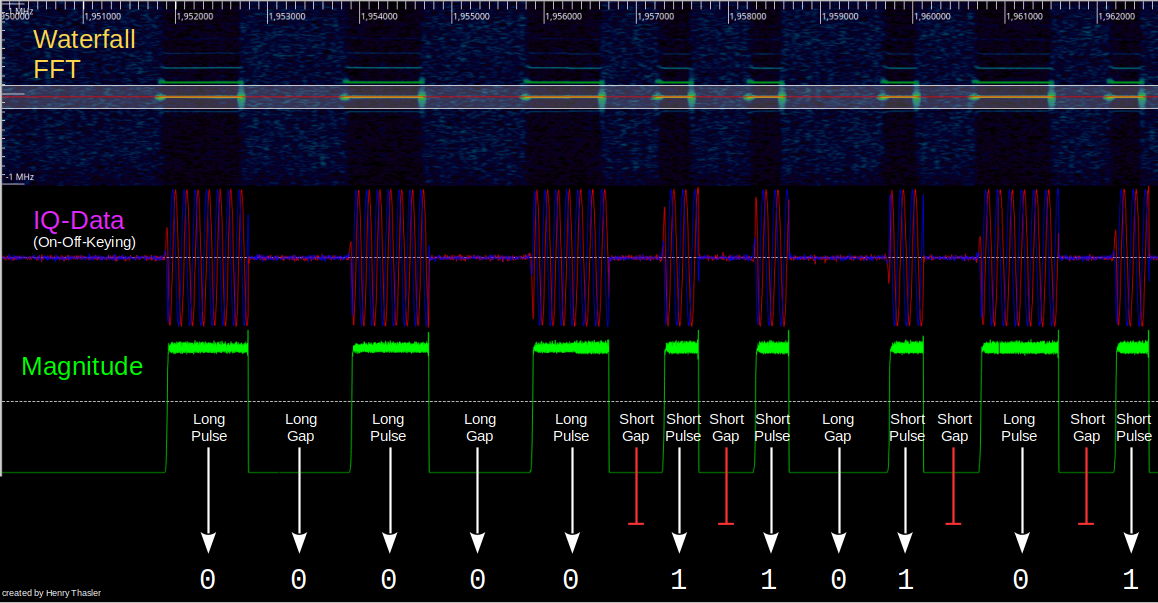 1 MHz
950000 1,951000 1,952000 1,953000 1,954000 1,955000 1,956000 1,957000 1,958000 1,959000 1,960000 1,961000 1,962000
Waterfall
FFT
-1 MHz
IQ-Data
(On-Off-Keying)
Magnitude
Long Long Long Long Long Short Short Short Short Long Short Short Long Short Short
Pulse Gap Pulse Gap Pulse Gap Pulse Gap Pulse Gap Pulse Gap Pulse Gap Pulse
0 0 0 0 0 1 1 0 1 0 1
created by Henry Thasler